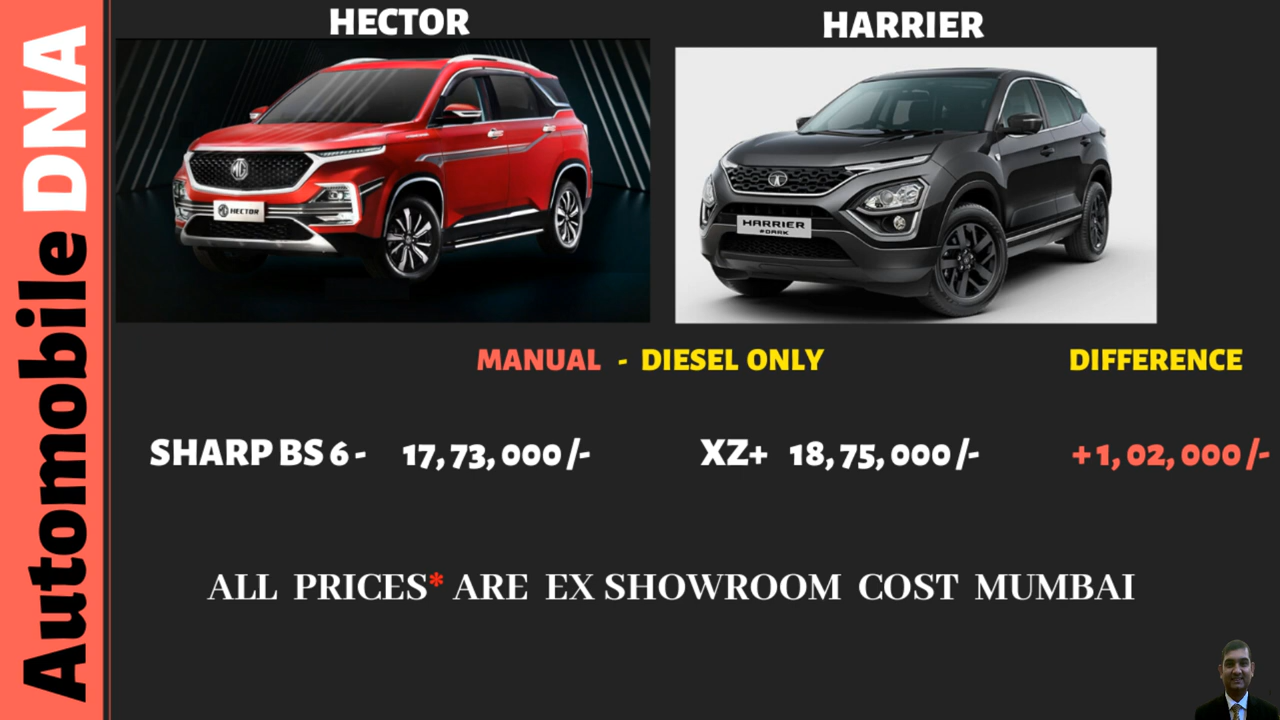 Automobile DNA
HECTOR
HARRIER
MG
HECTOR
HARRIER
#DARK
MANUAL - DIESEL ONLY
DIFFERENCE
SHARP BS 6 - 17, 73, 000 /-
XZ+ 18, 75, 000 /-
+ 1, 02, 000 /-
ALL PRICES* ARE EX SHOWROOM COST MUMBAI